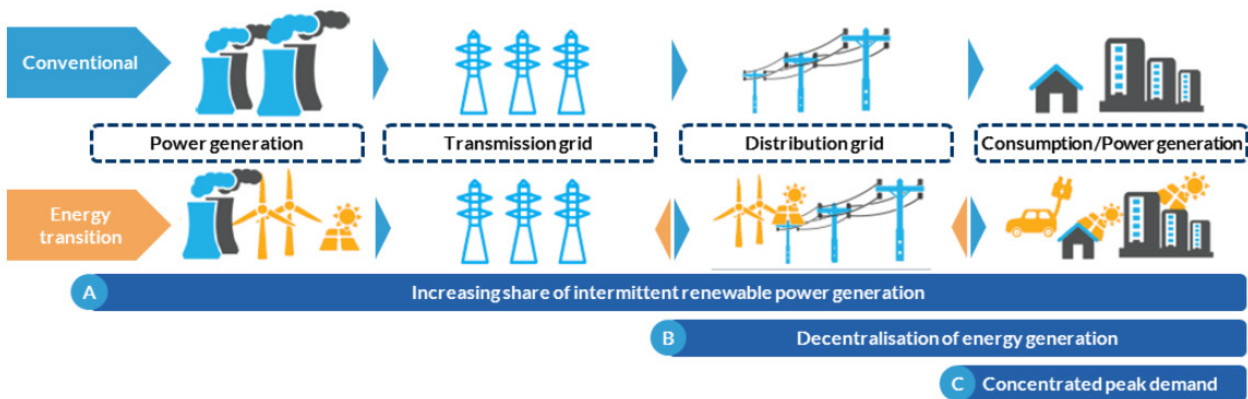 Conventional
Power generation
Transmission grid
Distribution grid
Consumption/Power generation
Energy
transition
A
Increasing share of intermittent renewable power generation
B
Decentralisation of energy generation
C
Concentrated peak demand